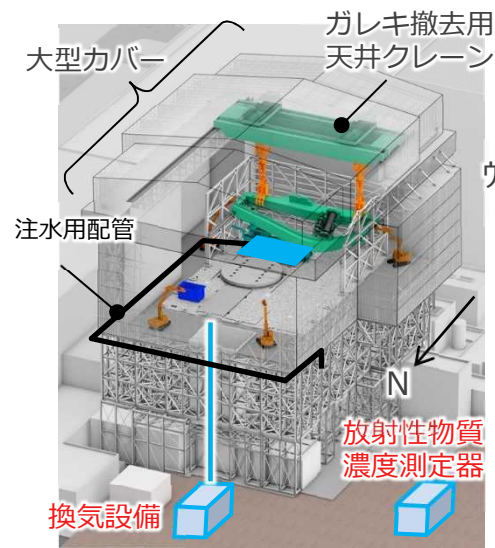 ガレキ撤去用
天井クレーン
大型カバー
注水用配管
N
放射性物質
濃度測定器
換気設備